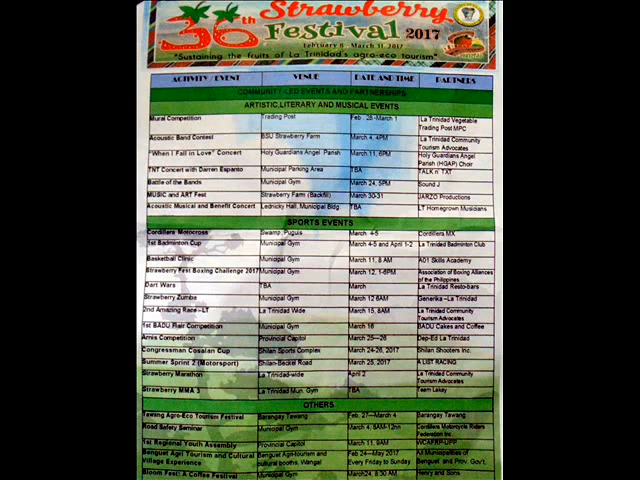 36th Strawberry
Festival 2017
February 8 - March 31, 2017
"Sustaining the fruits of La Trinidad's agro-eco tourism"
ACTIVITY / EVENT VENUE DATE AND TIME PARTNERS
COMMUNITY-LED EVENTS AND PARTNERSHIPS
ARTISTIC, LITERARY AND MUSICAL EVENTS
Mural Competition Trading Post Feb. 28 -March 1 La Trinidad Vegetable
Trading Post MPC
Acoustic Band Contest BSU Strawberry Farm March 4, 4PM La Trinidad Community
Tourism Advocates
"When I Fall in Love" Concert Holy Guardians Angel Parish March 11, 6PM Holy Guardians Angel
Parish (HGAP) Choir
TNT Concert with Darren Espanto Municipal Parking Area TBA TALK n' TXT
Battle of the Bands Municipal Gym March 24, 5PM Sound J
MUSIC and ART Fest Strawberry Farm (Backfill) March 30-31 JARZO Productions
Acoustic Musical and Benefit Concert Lednicky Hall, Municipal Bldg TBA LT Homegrown Musicians
SPORTS EVENTS
Cordillera Motocross Swamp, Puguis March 4-5 Cordillera MX
1st Badminton Cup Municipal Gym March 4-5 and April 1-2 La Trinidad Badminton Club
Basketball Clinic Municipal Gym March 11, 8 AM AD1 Skills Academy
Strawberry Fest Boxing Challenge 2017 Municipal Gym March 12, 1-6PM Association of Boxing Alliances
of the Philippines
Dart Wars TBA March La Trinidad Resto-bars
Strawberry Zumba Municipal Gym March 12 6AM Generika -La Trinidad
2nd Amazing Race -LT La Trinidad Wide March 15, 8AM La Trinidad Community
Tourism Advocates
1st BADU Flair Competition Municipal Gym March 16 BADU Cakes and Coffee
Arnis Competition Provincial Capitol March 25—26 Dep-Ed La Trinidad
Congressman Cosalan Cup Shilan Sports Complex March 24-26, 2017 Shilan Shooters Inc.
Summer Sprint 2 (Motorsport) Shilan-Beckel Road March 25, 2017 A LIST RACING
Strawberry Marathon La Trinidad-wide April 2 La Trinidad Community
Tourism Advocates
Strawberry MMA 3 La Trinidad Mun. Gym TBA Team Lakay
OTHERS
Tawang Agro-Eco Tourism Festival Barangay Tawang Feb. 27—March 4 Barangay Tawang
Road Safety Seminar Municipal Gym March 4, 8AM-12nn Cordillera Motorcycle Riders
Federation Inc.
1st Regional Youth Assembly Provincial Capitol March 11, 9AM
Benguet Agri Tourism and Cultural Benguet Agri-tourism and Feb 24—May 2017 All Municipalities of
Village Experience cultural booths, Wangal Every Friday to Sunday Benguet and Prov. Gov't.
Bloom Fest: A Coffee Festival Municipal Gym March24, 8:30 AM Henry and Sons